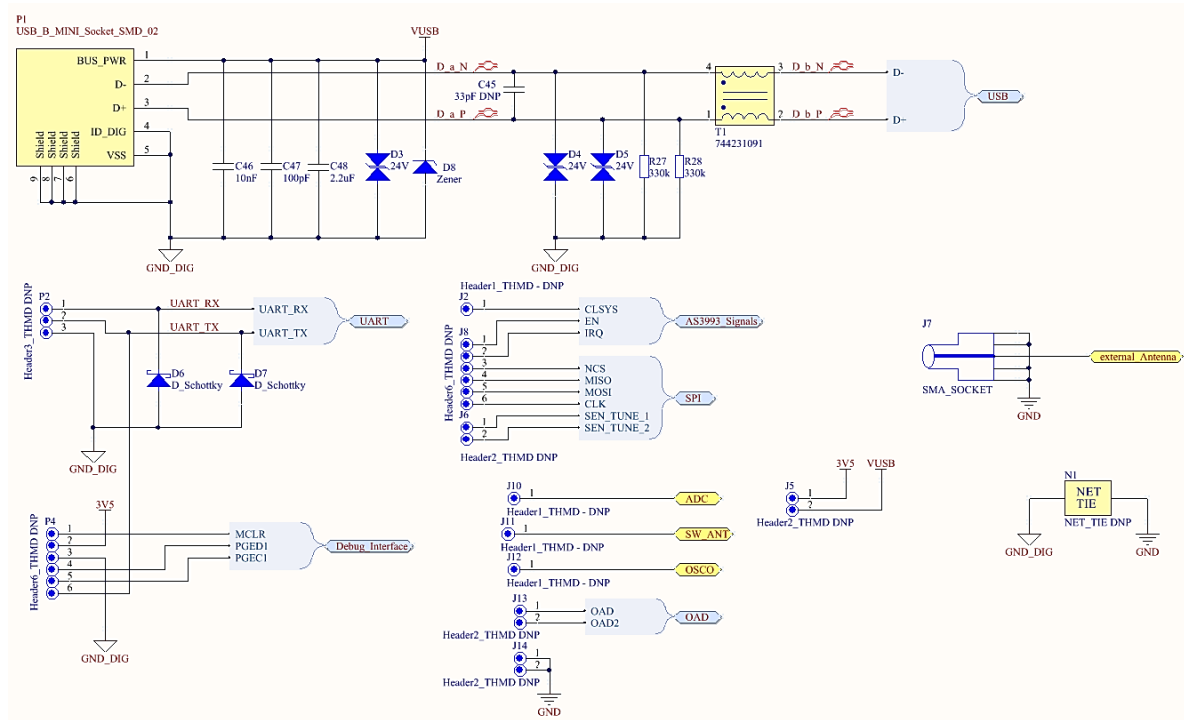 P1
USB_B_MINI_Socket_SMD_02
BUS_PWR 1
D- 2
D+ 3
ID_DIG 4
VSS 5
Shield Shield Shield Shield
9 8 7 6
VUSB
C46
10nF
C47
100pF
C48
2.2uF
D3
24V
D8
Zener
GND_DIG
D_a_N
C45
33pF DNP
D_a_P
D4
24V
D5
24V
R27
330k
R28
330k
GND_DIG
4 3
1 2
T1
744231091
D_b_N
D_b_P
D-
D+
USB
P2
Header3_THMD DNP
1
2
3
UART_RX
UART_TX
UART_RX
UART_TX
UART
D6
D_Schottky
D7
D_Schottky
GND_DIG
3V5
P4
Header6_THMD DNP
1
2
3
4
5
6
MCLR
PGED1
PGEC1
Debug_Interface
GND_DIG
Header1_THMD - DNP
J2
1
CLSYS
EN
IRQ
AS3993_Signals
J8
Header6_THMD DNP
1
2
3
4
5
6
NCS
MISO
MOSI
CLK
SEN_TUNE_1
SEN_TUNE_2
SPI
J6
1
2
Header2_THMD DNP
J10
1
ADC
Header1_THMD - DNP
J11
1
SW_ANT
Header1_THMD - DNP
J12
1
OSCO
Header1_THMD - DNP
J13
1
2
OAD
OAD2
OAD
Header2_THMD DNP
J14
1
2
Header2_THMD DNP
GND
3V5
VUSB
J5
1
2
Header2_THMD DNP
J7
SMA_SOCKET
external_Antenna
GND
N1
NET
TIE
NET_TIE DNP
GND_DIG
GND